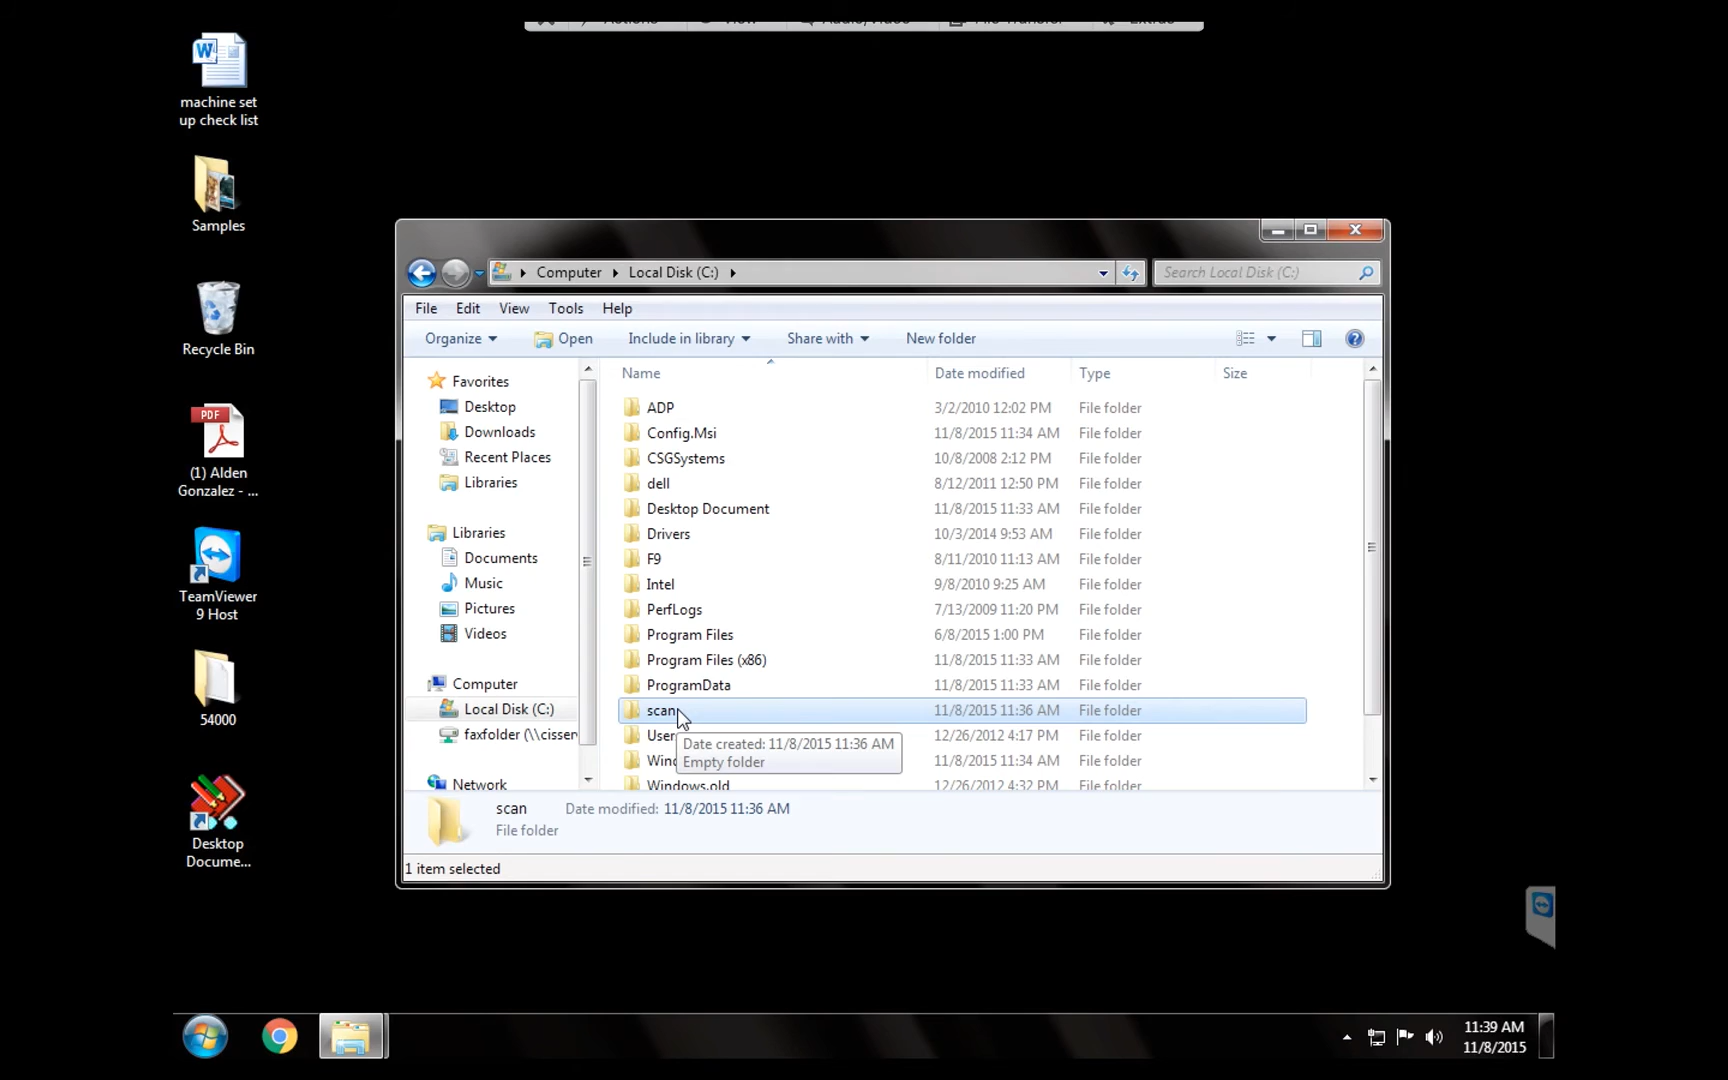 Actions View Audio/Video File Transfer Extras
machine set
up check list
Samples
Recycle Bin
PDF
(1) Alden
Gonzalez - ...
TeamViewer
9 Host
54000
Desktop
Docume...
Computer Local Disk (C:)
Search Local Disk (C:)
File Edit View Tools Help
Organize Open Include in library Share with New folder
Favorites
Desktop
Downloads
Recent Places
Libraries
Libraries
Documents
Music
Pictures
Videos
Computer
Local Disk (C:)
faxfolder (\\cisser
Network
Name Date modified Type Size
ADP 3/2/2010 12:02 PM File folder
Config.Msi 11/8/2015 11:34 AM File folder
CSGSystems 10/8/2008 2:12 PM File folder
dell 8/12/2011 12:50 PM File folder
Desktop Document 11/8/2015 11:33 AM File folder
Drivers 10/3/2014 9:53 AM File folder
F9 8/11/2010 11:13 AM File folder
Intel 9/8/2010 9:25 AM File folder
PerfLogs 7/13/2009 11:20 PM File folder
Program Files 6/8/2015 1:00 PM File folder
Program Files (x86) 11/8/2015 11:33 AM File folder
ProgramData 11/8/2015 11:33 AM File folder
scan 11/8/2015 11:36 AM File folder
User 12/26/2012 4:17 PM File folder
Wind 11/8/2015 11:34 AM File folder
Windows.old 12/26/2012 4:32 PM File folder
Date created: 11/8/2015 11:36 AM
Empty folder
scan Date modified: 11/8/2015 11:36 AM
File folder
1 item selected
11:39 AM
11/8/2015